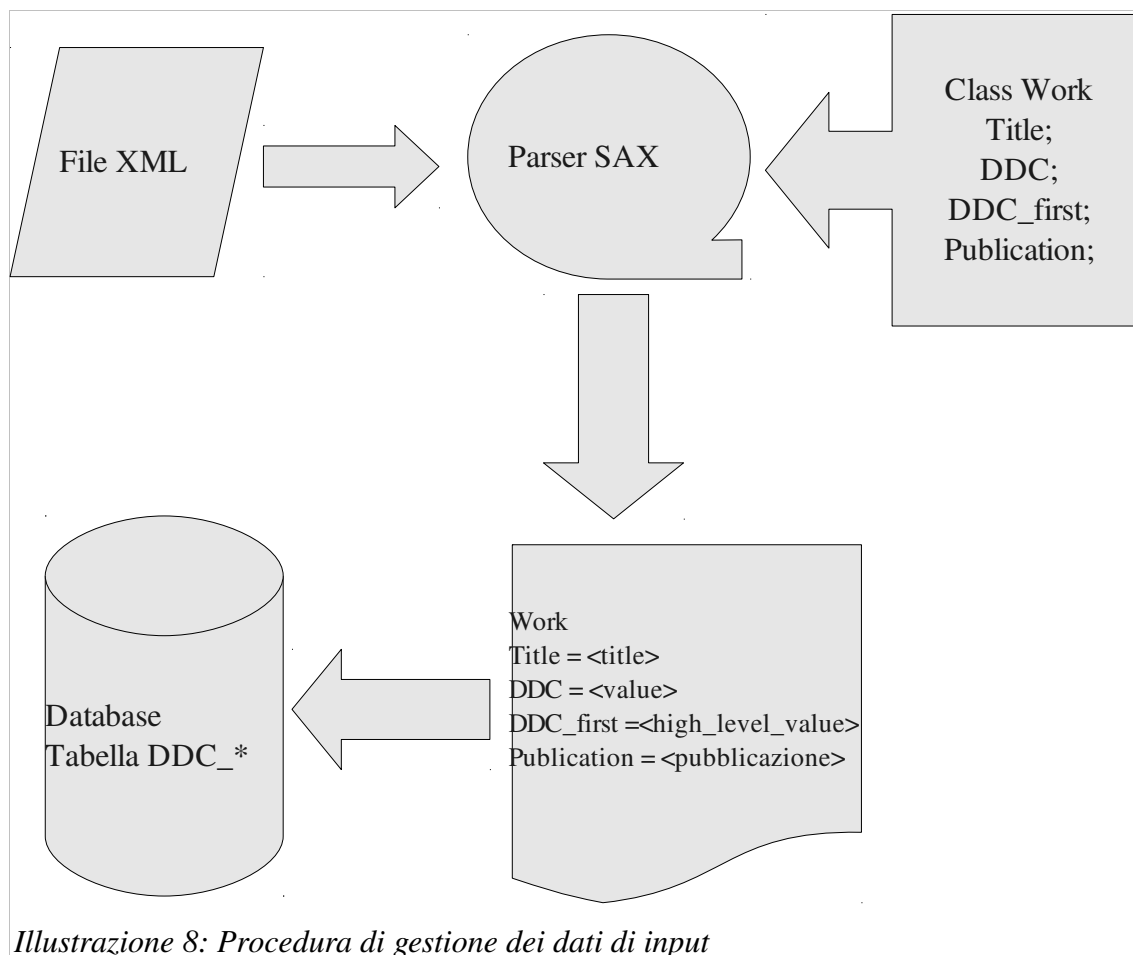 File XML
Parser SAX
Class Work
Title;
DDC;
DDC_first;
Publication;
Work
Title = <title>
DDC = <value>
DDC_first =<high_level_value>
Publication = <pubblicazione>
Database
Tabella DDC_*
Illustrazione 8: Procedura di gestione dei dati di input